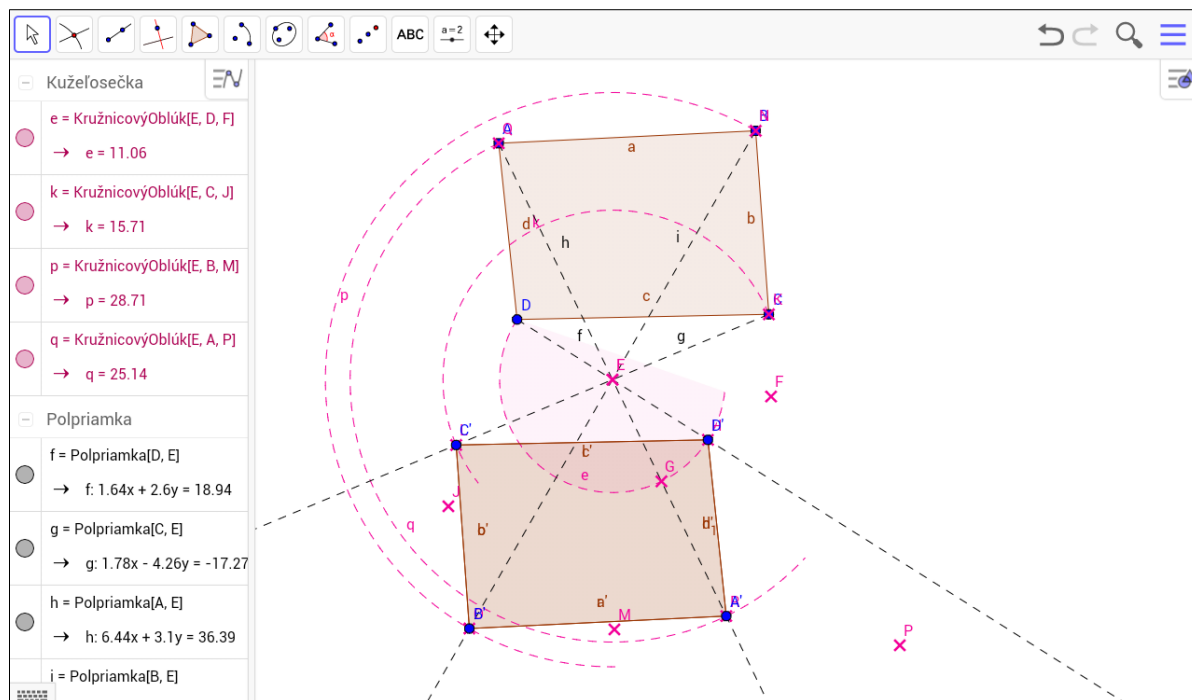 ABC
a=2
Kužeľosečka
e = KružnicovýOblúk[E, D, F]
→ e = 11.06
k = KružnicovýOblúk[E, C, J]
→ k = 15.71
p = KružnicovýOblúk[E, B, M]
→ p = 28.71
q = KružnicovýOblúk[E, A, P]
→ q = 25.14
Polpriamka
f = Polpriamka[D, E]
→ f: 1.64x + 2.6y = 18.94
g = Polpriamka[C, E]
→ g: 1.78x - 4.26y = -17.27
h = Polpriamka[A, E]
→ h: 6.44x + 3.1y = 36.39
i = Polpriamka[B, E]
a
d
h
i
b
p
c
D
f
g
E
F
C'
b'
e
G
J
q
b'
a'
M
A'
P